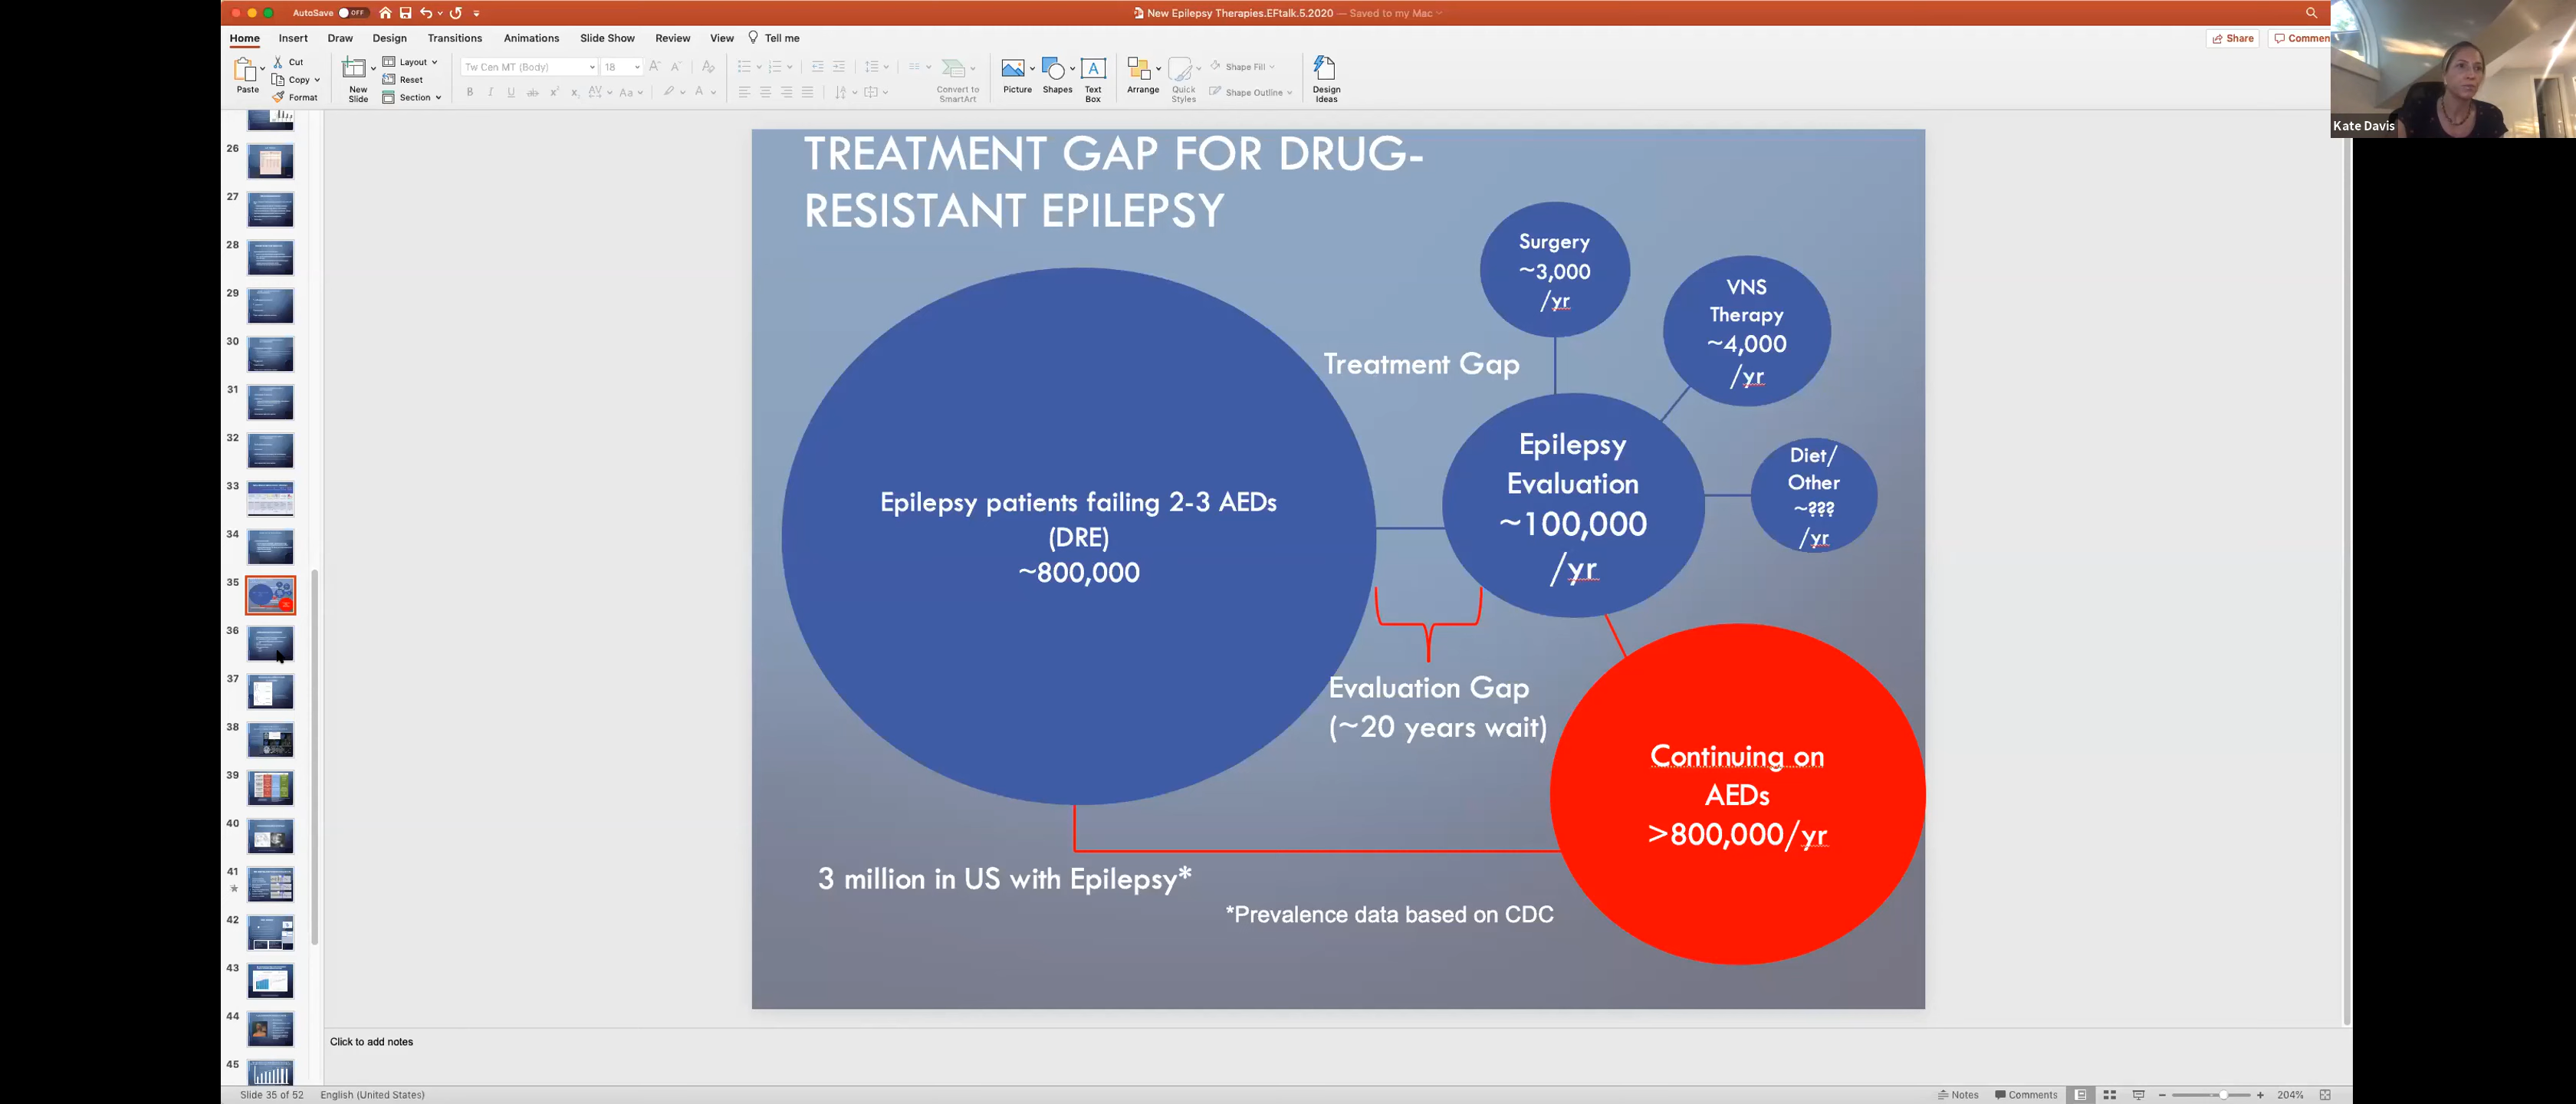 AutoSave OFF
New Epilepsy Therapies.EFtalk.5.2020 — Saved to my Mac
Home Insert Draw Design Transitions Animations Slide Show Review View Tell me
Share Commen
Paste Cut Copy Format
New Slide Layout Reset Section
Tw Cen MT (Body) 18
Convert to SmartArt
Picture Shapes Text Box
Arrange Quick Styles Shape Fill Shape Outline
Design Ideas
Kate Davis
26
27
28
29
30
31
32
33
34
35
36
37
38
39
40
41
42
43
44
45
TREATMENT GAP FOR DRUG-
RESISTANT EPILEPSY
Surgery
~3,000
/yr
VNS
Therapy
~4,000
/yr
Treatment Gap
Epilepsy
Evaluation
~100,000
/yr
Diet/
Other
~???
/yr
Epilepsy patients failing 2-3 AEDs
(DRE)
~800,000
Evaluation Gap
(~20 years wait)
Continuing on
AEDs
>800,000/yr
3 million in US with Epilepsy*
*Prevalence data based on CDC
Click to add notes
Slide 35 of 52 English (United States)
Notes Comments 204%